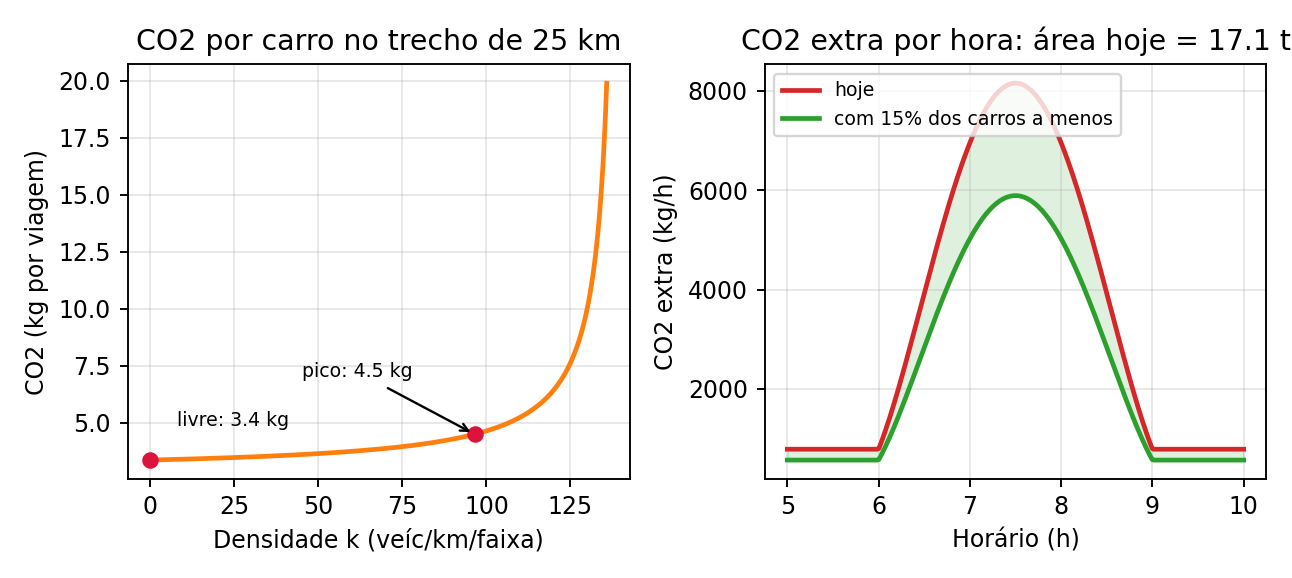 CO2 por carro no trecho de 25 km
20.0
17.5
15.0
12.5
10.0
7.5
5.0
CO2 (kg por viagem)
pico: 4.5 kg
livre: 3.4 kg
0 25 50 75 100 125
Densidade k (veíc/km/faixa)
CO2 extra por hora: área hoje = 17.1 t
hoje
com 15% dos carros a menos
8000
6000
4000
2000
CO2 extra (kg/h)
5 6 7 8 9 10
Horário (h)